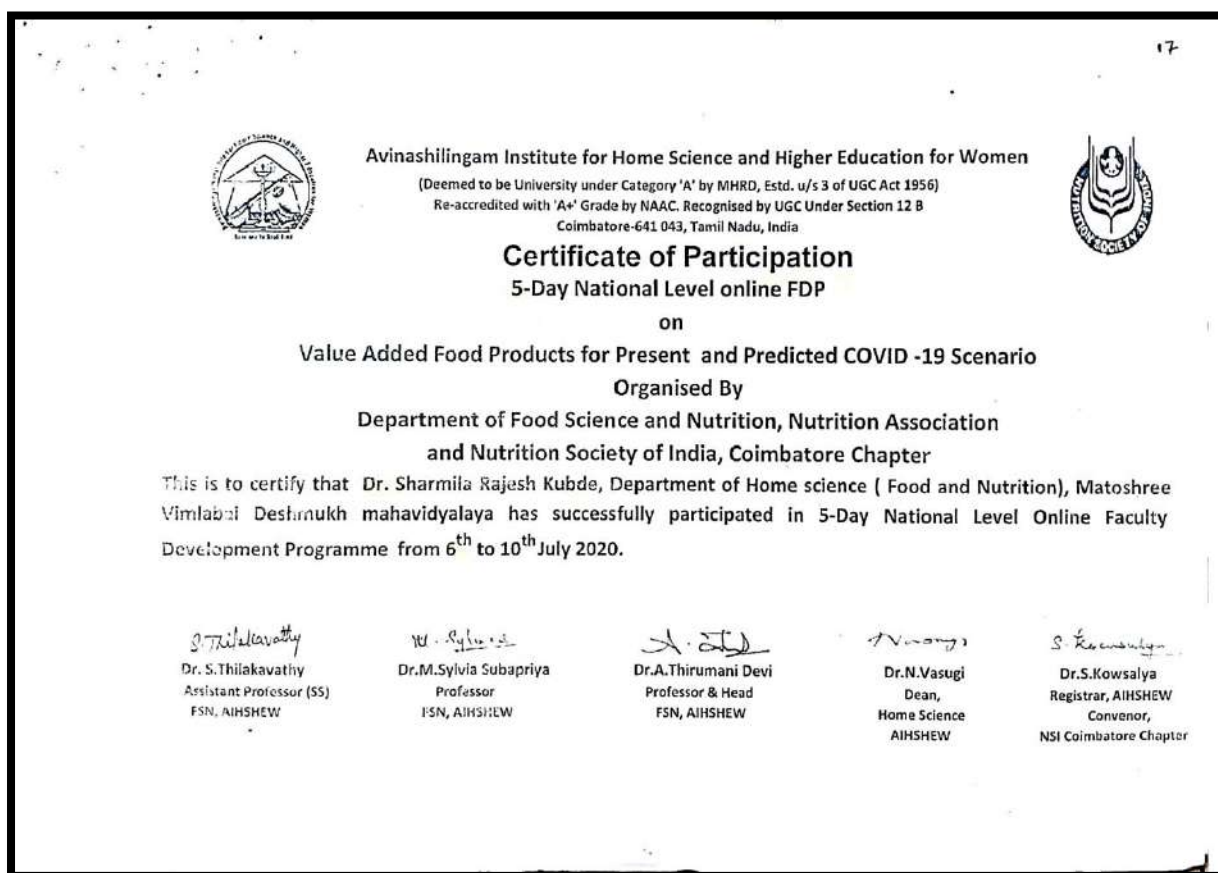 17
Avinashilingam Institute for Home Science and Higher Education for Women
(Deemed to be University under Category 'A' by MHRD, Estd. u/s 3 of UGC Act 1956)
Re-accredited with 'A+' Grade by NAAC. Recognised by UGC Under Section 12 B
Coimbatore-641 043, Tamil Nadu, India
NUTRITION SOCIETY OF INDIA
Certificate of Participation
5-Day National Level online FDP
on
Value Added Food Products for Present and Predicted COVID -19 Scenario
Organised By
Department of Food Science and Nutrition, Nutrition Association
and Nutrition Society of India, Coimbatore Chapter
This is to certify that Dr. Sharmila Rajesh Kubde, Department of Home science ( Food and Nutrition), Matoshree
Vimlabai Deshmukh mahavidyalaya has successfully participated in 5-Day National Level Online Faculty
Development Programme from 6th to 10th July 2020.
S.Thilakavathy
Dr. S.Thilakavathy
Assistant Professor (SS)
FSN, AIHSHEW
Dr.M.Sylvia Subapriya
Professor
FSN, AIHSHEW
Dr.A.Thirumani Devi
Professor & Head
FSN, AIHSHEW
Dr.N.Vasugi
Dean,
Home Science
AIHSHEW
Dr.S.Kowsalya
Registrar, AIHSHEW
Convenor,
NSI Coimbatore Chapter